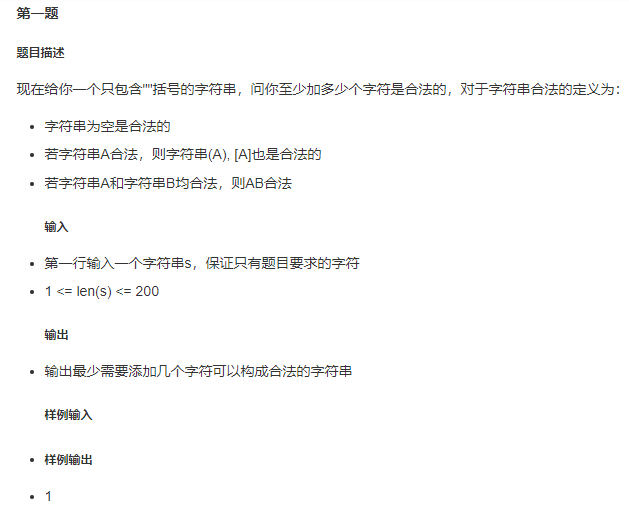 第一题
题目描述
现在给你一个只包含""括号的字符串，问你至少加多少个字符是合法的，对于字符串合法的定义为：
字符串为空是合法的
若字符串A合法，则字符串(A), [A]也是合法的
若字符串A和字符串B均合法，则AB合法
输入
第一行输入一个字符串s，保证只有题目要求的字符
1 <= len(s) <= 200
输出
输出最少需要添加几个字符可以构成合法的字符串
样例输入
样例输出
1